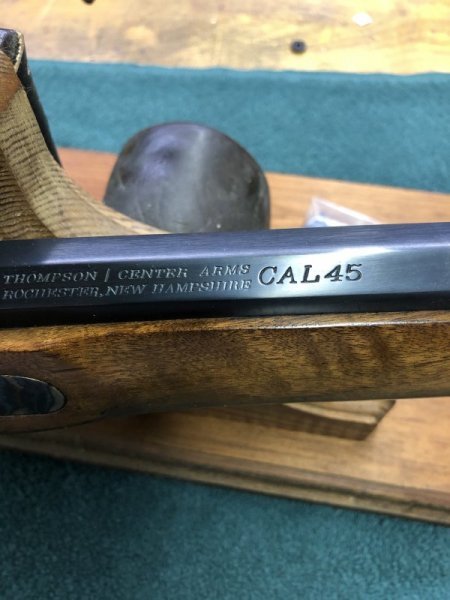 THOMPSON | CENTER ARMS
ROCHESTER, NEW HAMPSHIRE
CAL 45